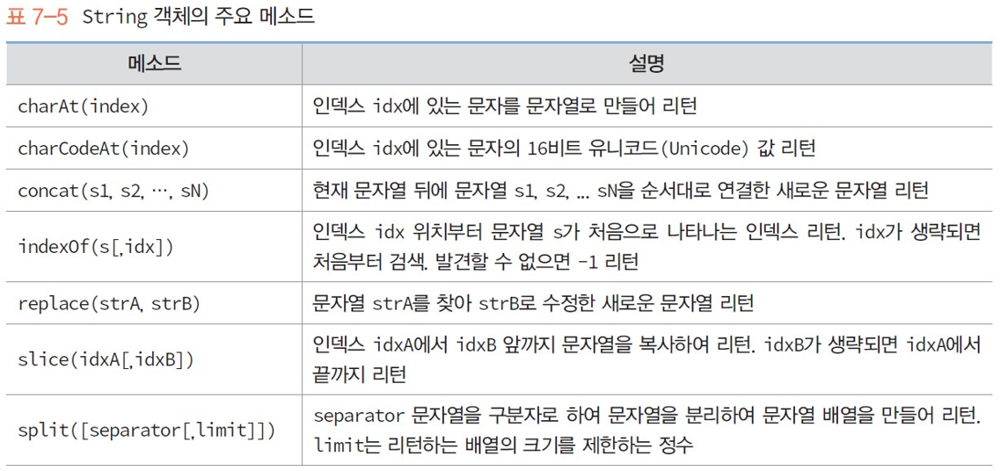 표 7-5 String 객체의 주요 메소드
메소드 설명
charAt(index) 인덱스 idx에 있는 문자를 문자열로 만들어 리턴
charCodeAt(index) 인덱스 idx에 있는 문자의 16비트 유니코드(Unicode) 값 리턴
concat(s1, s2, …, sN) 현재 문자열 뒤에 문자열 s1, s2, ... sN을 순서대로 연결한 새로운 문자열 리턴
indexOf(s[,idx]) 인덱스 idx 위치부터 문자열 s가 처음으로 나타나는 인덱스 리턴. idx가 생략되면
처음부터 검색. 발견할 수 없으면 -1 리턴
replace(strA, strB) 문자열 strA를 찾아 strB로 수정한 새로운 문자열 리턴
slice(idxA[,idxB]) 인덱스 idxA에서 idxB 앞까지 문자열을 복사하여 리턴. idxB가 생략되면 idxA에서
끝까지 리턴
split([separator[,limit]]) separator 문자열을 구분자로 하여 문자열을 분리하여 문자열 배열을 만들어 리턴.
limit는 리턴하는 배열의 크기를 제한하는 정수